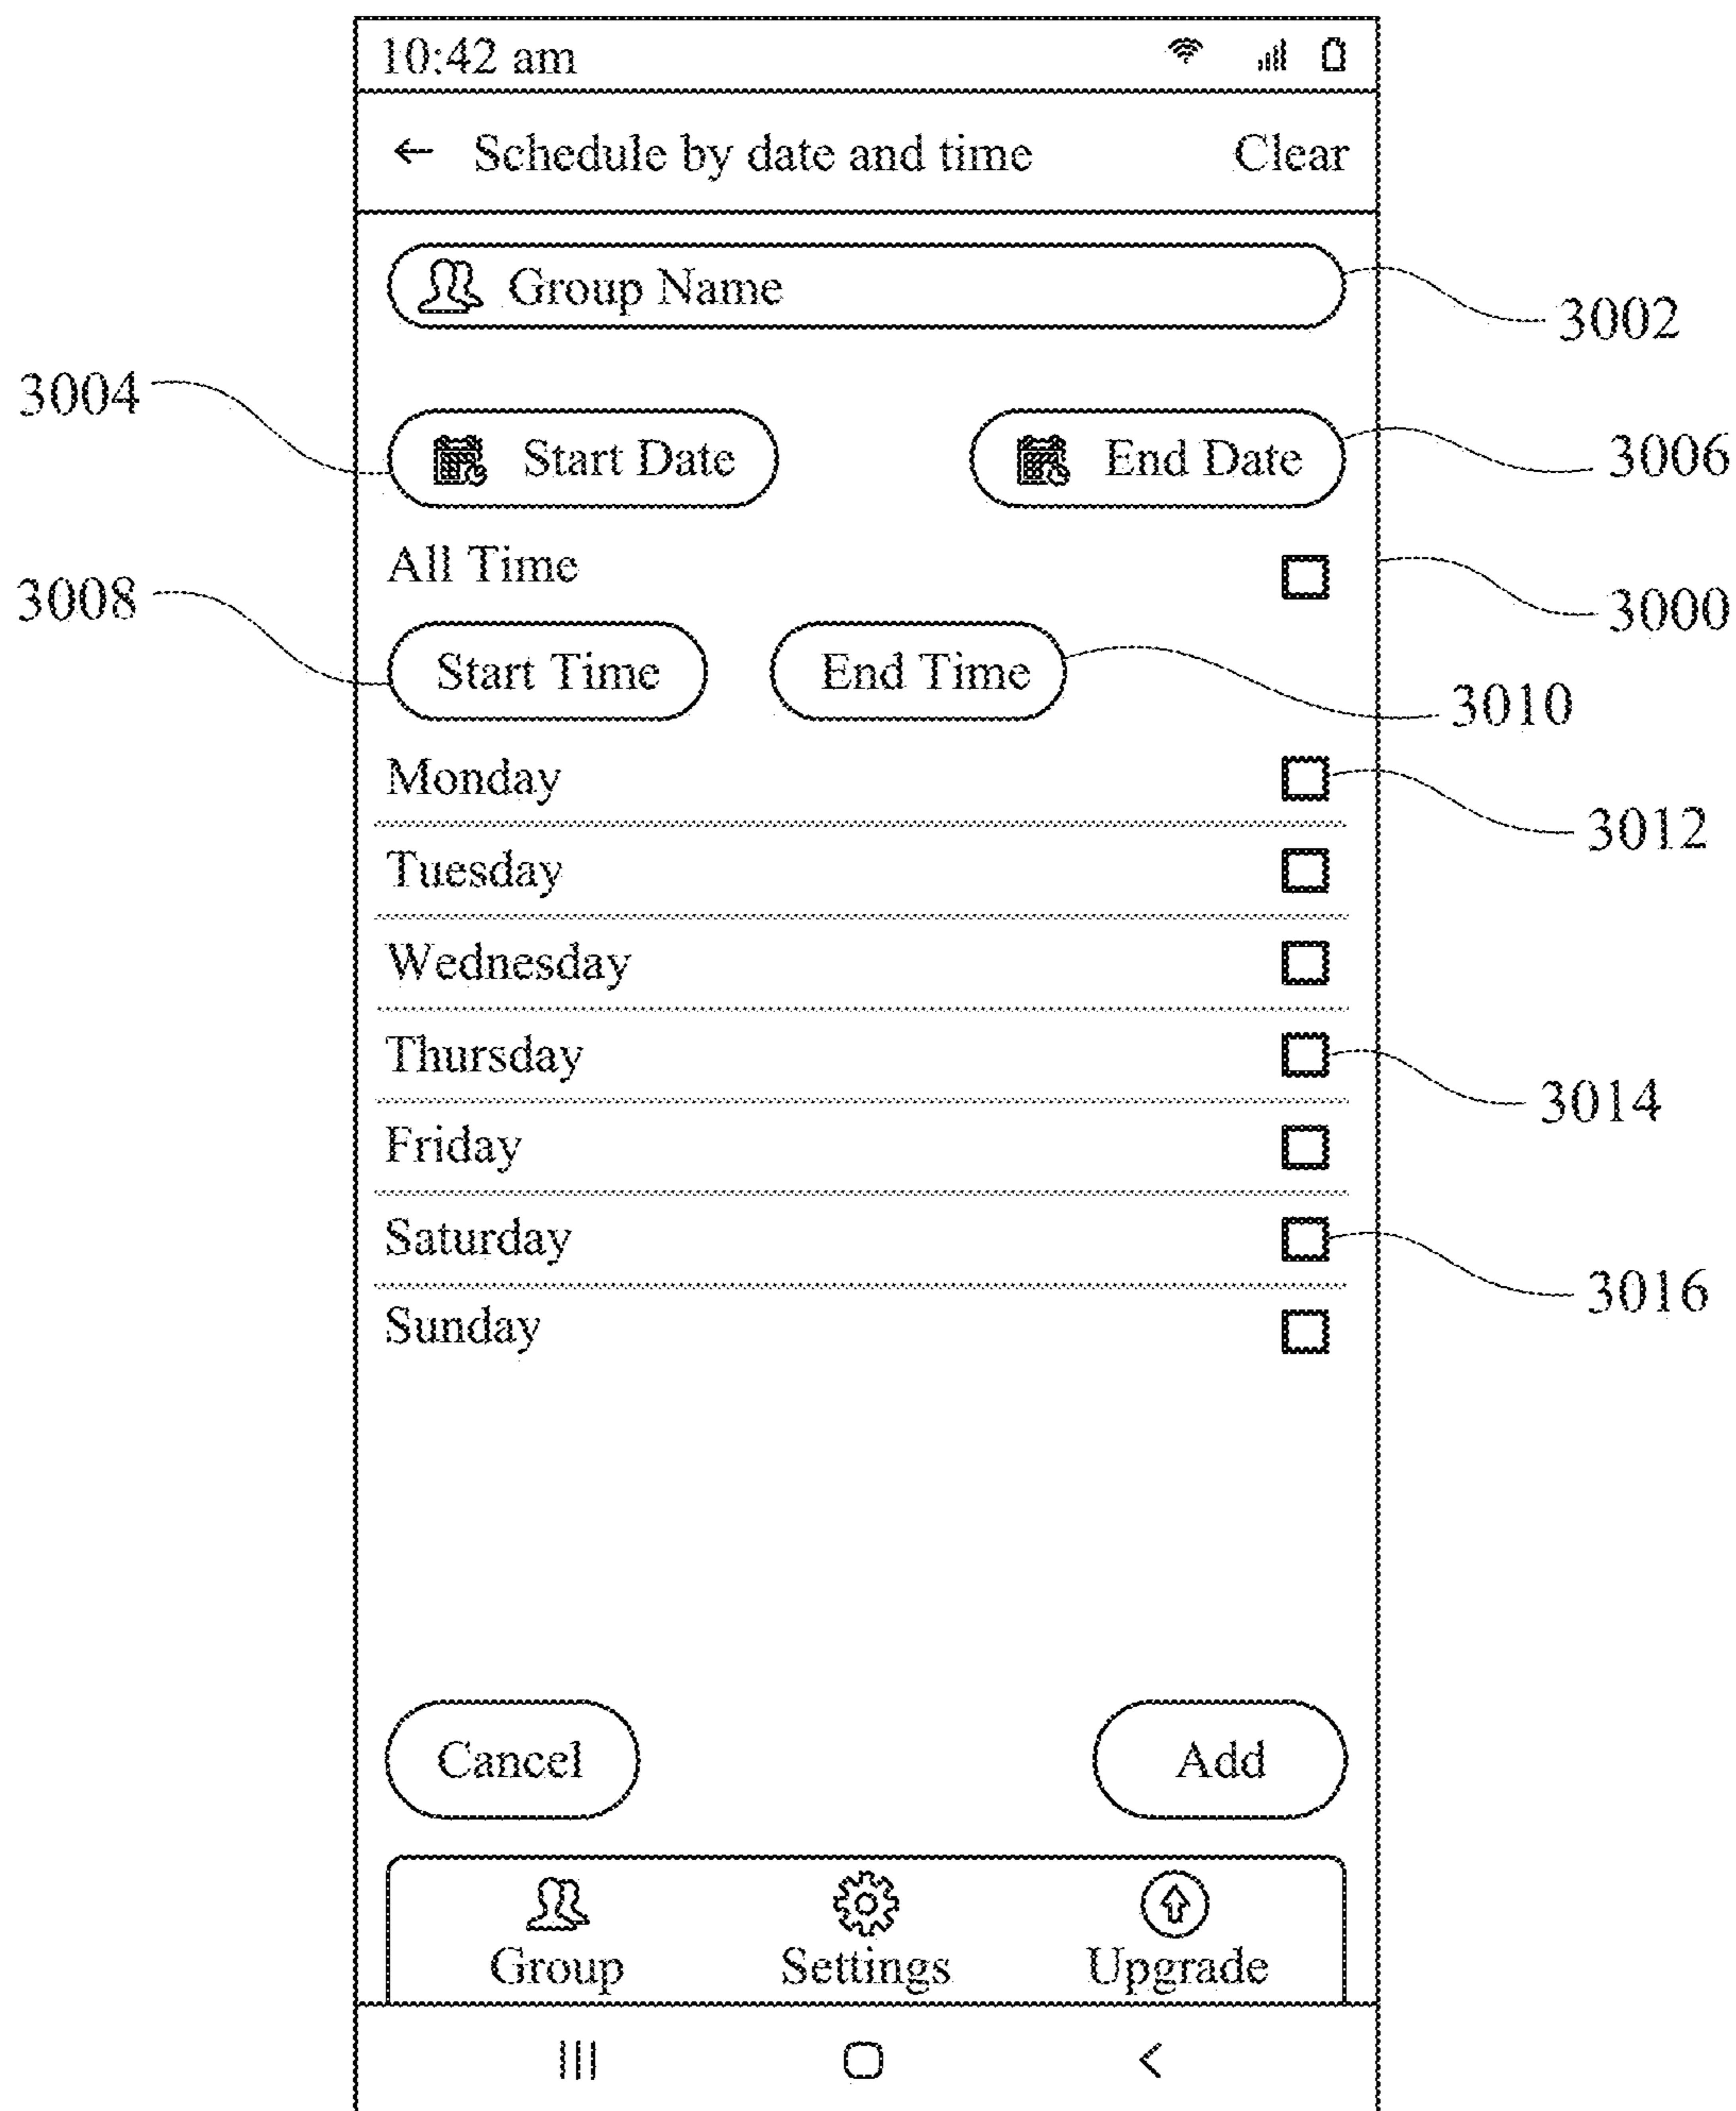 10:42 am
← Schedule by date and time Clear
Group Name
3002
3004
Start Date End Date
3006
All Time
3008
3000
Start Time End Time
3010
Monday
3012
Tuesday
Wednesday
Thursday
3014
Friday
Saturday
3016
Sunday
Cancel Add
Group Settings Upgrade